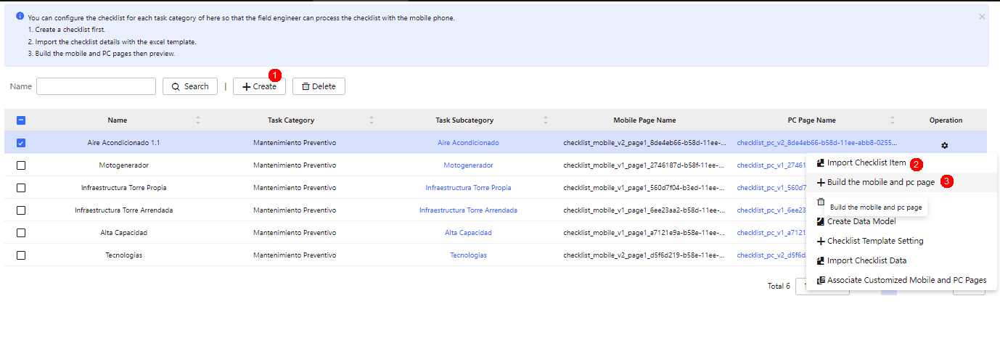 You can configure the checklist for each task category of here so that the field engineer can process the checklist with the mobile phone.
1. Create a checklist first.
2. Import the checklist details with the excel template.
3. Build the mobile and PC pages then preview.
1
Name Search | Create Delete
Name Task Category Task Subcategory Mobile Page Name PC Page Name Operation
Aire Acondicionado 1.1 Mantenimiento Preventivo Aire Acondicionado checklist_mobile_v2_page1_8de4eb66-b58d-11ee-... checklist_pc_v2_8de4eb66-b58d-11ee-abb8-0255...
Motogenerador Mantenimiento Preventivo Motogenerador checklist_mobile_v1_page1_2746187d-b58f-11ee-... checklist_pc_v1_27461
Infraestructura Torre Propia Mantenimiento Preventivo Infraestructura Torre Propia checklist_mobile_v1_page1_560d7f04-b3ed-11ee-... checklist_pc_v1_560d7
Infraestructura Torre Arrendada Mantenimiento Preventivo Infraestructura Torre Arrendada checklist_mobile_v1_page1_6ee23aa2-b58d-11ee-... checklist_pc_v1_6ee23
Alta Capacidad Mantenimiento Preventivo Alta Capacidad checklist_mobile_v1_page1_a7121e9a-b58e-11ee-... checklist_pc_v1_a7121
Tecnologias Mantenimiento Preventivo Tecnologias checklist_mobile_v2_page1_d5f6d219-b58e-11ee-... checklist_pc_v2_d5f6d
Import Checklist Item 2
Build the mobile and pc page 3
Build the mobile and pc page
Create Data Model
Checklist Template Setting
Import Checklist Data
Associate Customized Mobile and PC Pages
Total 6